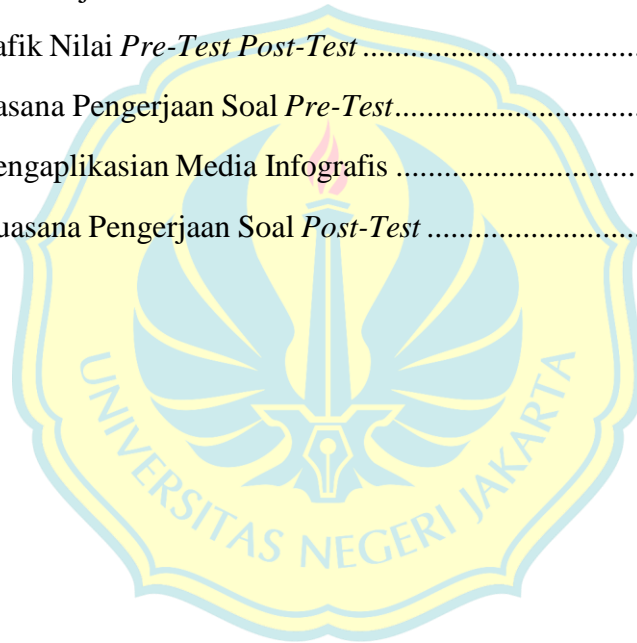 afik Nilai Pre-Test Post-Test ........................................
asana Pengerjaan Soal Pre-Test...................................
engaplikasian Media Infografis ...................................
uasana Pengerjaan Soal Post-Test ..............................
UNIVERSITAS NEGERI JAKARTA